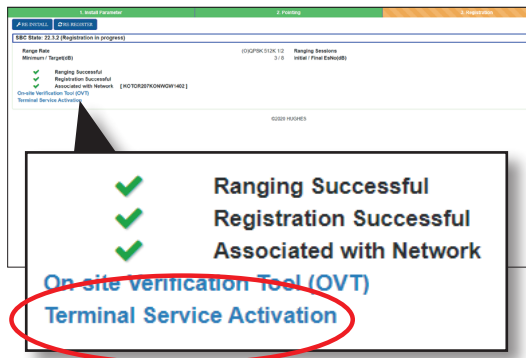 1. Install Parameter 2. Pointing 3. Registration
RE-INSTALL RE-REGISTER
SBC State: 22.3.2 (Registration in progress)
Range Rate (O)QPSK 512K 1/2 Ranging Sessions
Minimum / Target(dB) 3 / 8 Initial / Final EsNo(dB)
Ranging Successful
Registration Successful
Associated with Network [ KOTOR207KONWGW1402 ]
On-site Verification Tool (OVT)
Terminal Service Activation
©2020 HUGHES
Ranging Successful
Registration Successful
Associated with Network
On-site Verification Tool (OVT)
Terminal Service Activation